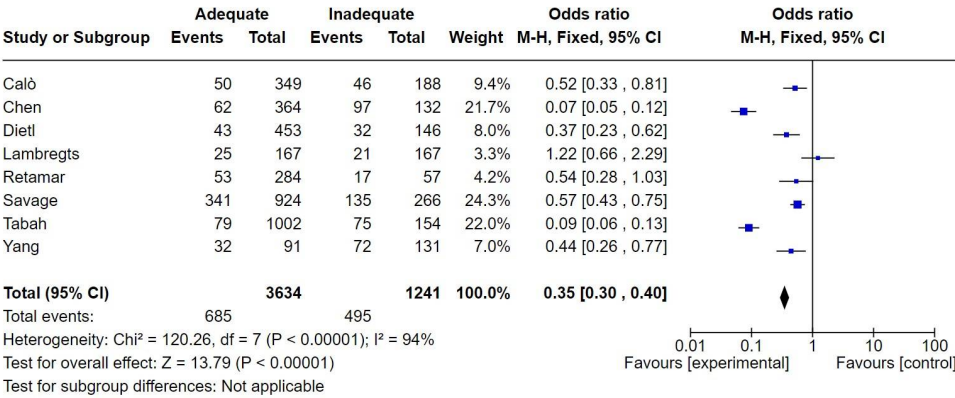 Adequate Inadequate Odds ratio Odds ratio
Study or Subgroup Events Total Events Total Weight M-H, Fixed, 95% CI M-H, Fixed, 95% CI
Calò 50 349 46 188 9.4% 0.52 [0.33 , 0.81]
Chen 62 364 97 132 21.7% 0.07 [0.05 , 0.12]
Dietl 43 453 32 146 8.0% 0.37 [0.23 , 0.62]
Lambregts 25 167 21 167 3.3% 1.22 [0.66 , 2.29]
Retamar 53 284 17 57 4.2% 0.54 [0.28 , 1.03]
Savage 341 924 135 266 24.3% 0.57 [0.43 , 0.75]
Tabah 79 1002 75 154 22.0% 0.09 [0.06 , 0.13]
Yang 32 91 72 131 7.0% 0.44 [0.26 , 0.77]
Total (95% CI) 3634 1241 100.0% 0.35 [0.30 , 0.40]
Total events: 685 495
Heterogeneity: Chi² = 120.26, df = 7 (P < 0.00001); I² = 94%
Test for overall effect: Z = 13.79 (P < 0.00001)
Test for subgroup differences: Not applicable
0.01 0.1 1 10 100
Favours [experimental] Favours [control]